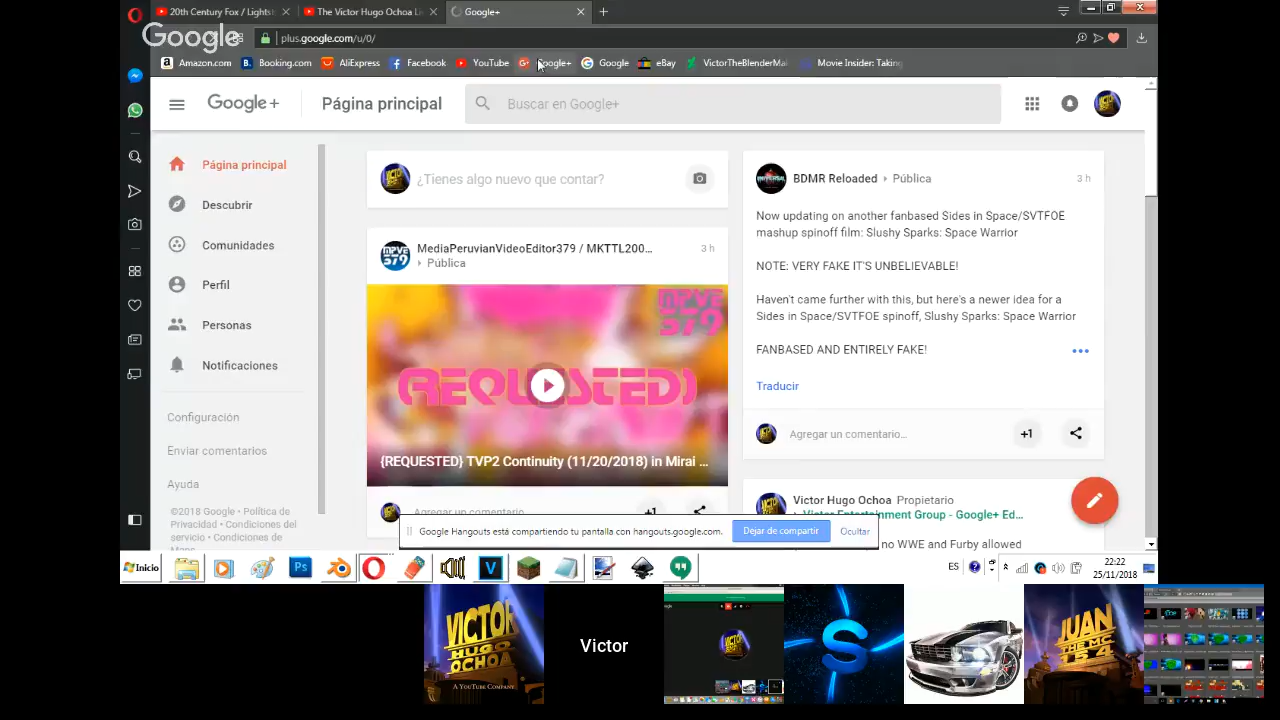 20th Century Fox / Lights
The Victor Hugo Ochoa Li
Google+
Google
plus.google.com/u/0/
Amazon.com
Booking.com
AliExpress
Facebook
YouTube
Google+
Google
eBay
VictorTheBlenderMa
Movie Insider: Taking
Google+
Página principal
Buscar en Google+
Página principal
Descubrir
Comunidades
Perfil
Personas
Notificaciones
Configuración
Enviar comentarios
Ayuda
©2018 Google • Política de
Privacidad • Condiciones
del Servicio • Condiciones de
¿Tienes algo nuevo que contar?
MediaPeruvianVideoEditor379 / MKTTL200...
Pública
3 h
MPVE
379
(REQUESTED)
{REQUESTED} TVP2 Continuity (11/20/2018) in Mirai ...
Agregar un comentario...
+1
BDMR Reloaded
Pública
3 h
Now updating on another fanbased Sides in Space/SVTFOE
mashup spinoff film: Slushy Sparks: Space Warrior
NOTE: VERY FAKE IT'S UNBELIEVABLE!
Haven't came further with this, but here's a newer idea for a
Sides in Space/SVTFOE spinoff, Slushy Sparks: Space Warrior
FANBASED AND ENTIRELY FAKE!
Traducir
Agregar un comentario...
+1
Victor Hugo Ochoa Propietario
Victor Entertainment Group - Google+ Ed...
no WWE and Furby allowed
Google Hangouts está compartiendo tu pantalla con hangouts.google.com.
Dejar de compartir
Ocultar
Inicio
Ps
V
ES
22:22
25/11/2018
VICTOR
HUGO
OCHOA
A YOUTUBE COMPANY
Victor
S
JUAN
THE MC
154